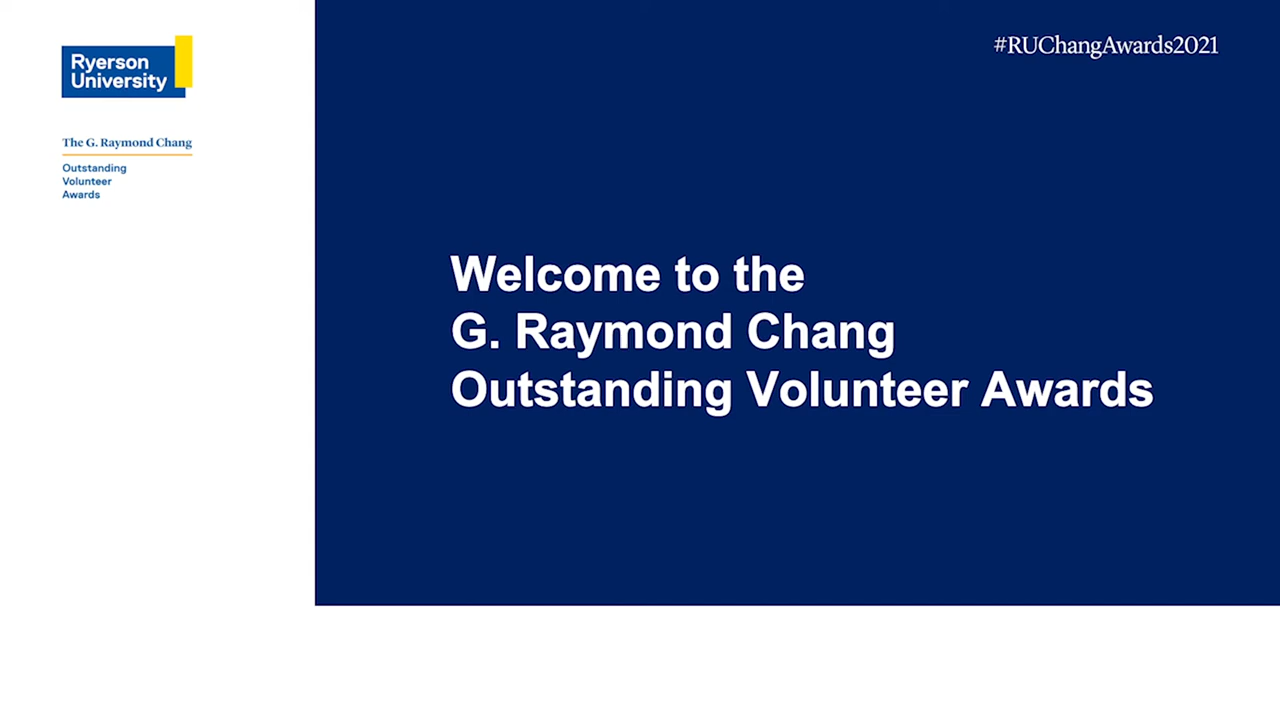 Ryerson
University
The G. Raymond Chang
Outstanding
Volunteer
Awards
#RUChangAwards2021
Welcome to the
G. Raymond Chang
Outstanding Volunteer Awards